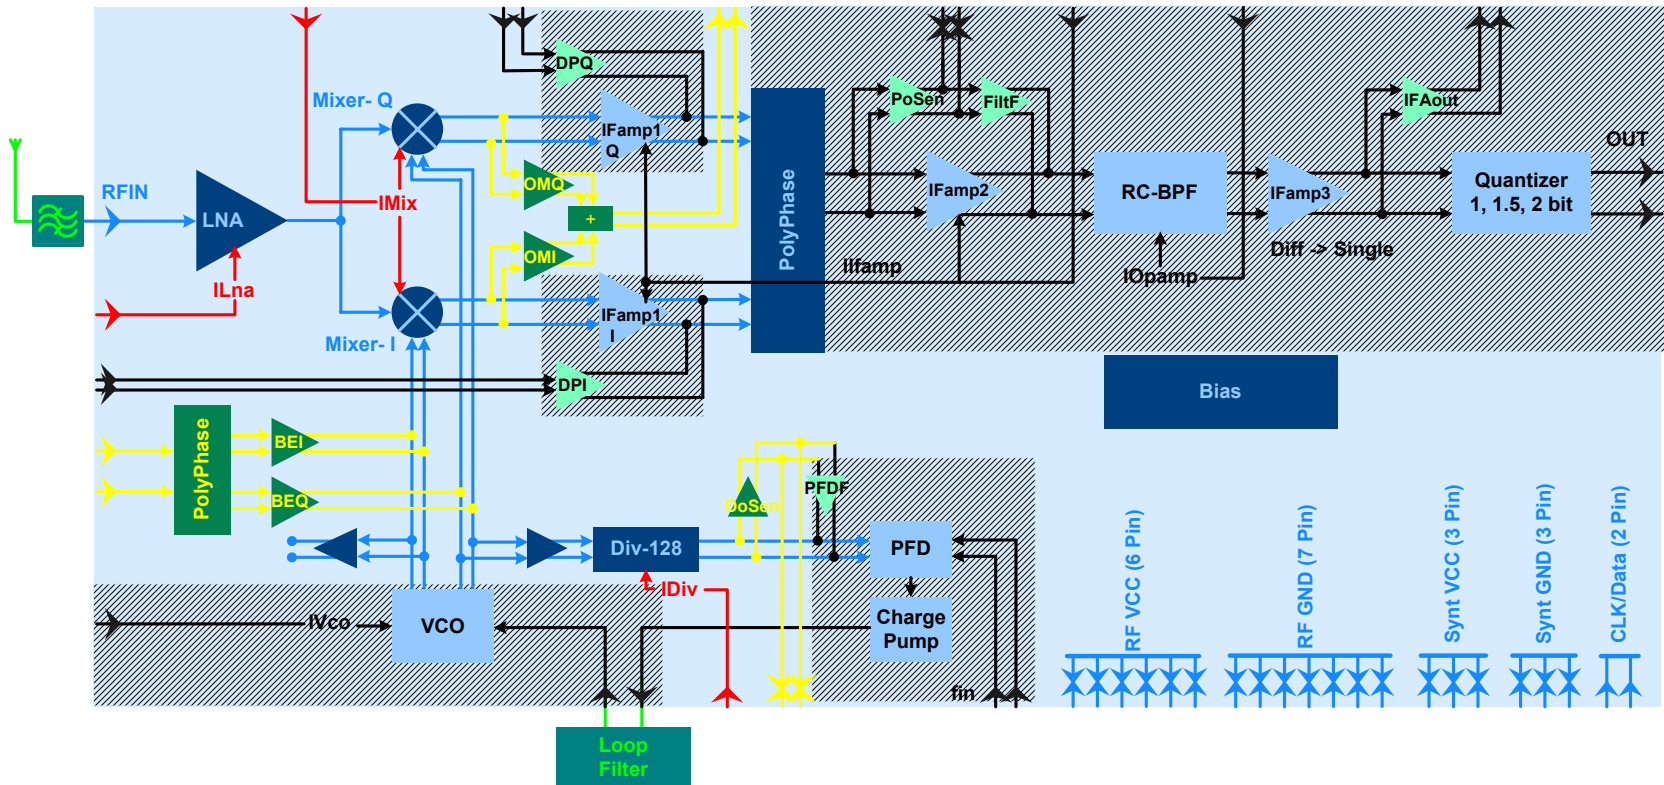 DPQ
Mixer- Q
PoSen
FiltF
IFAout
IFamp1
Q
OUT
RFIN
OMQ
IFamp2
RC-BPF
IFamp3
Quantizer
1, 1.5, 2 bit
LNA
IMix
+
PolyPhase
OMI
Diff -> Single
IIfamp
IOpamp
ILna
IFamp1
I
Mixer- I
DPI
Bias
PolyPhase
BEI
BEQ
DoSen
PFDF
Div-128
PFD
IDiv
IVco
VCO
Charge
Pump
fin
RF VCC (6 Pin)
RF GND (7 Pin)
Synt VCC (3 Pin)
Synt GND (3 Pin)
CLK/Data (2 Pin)
Loop
Filter